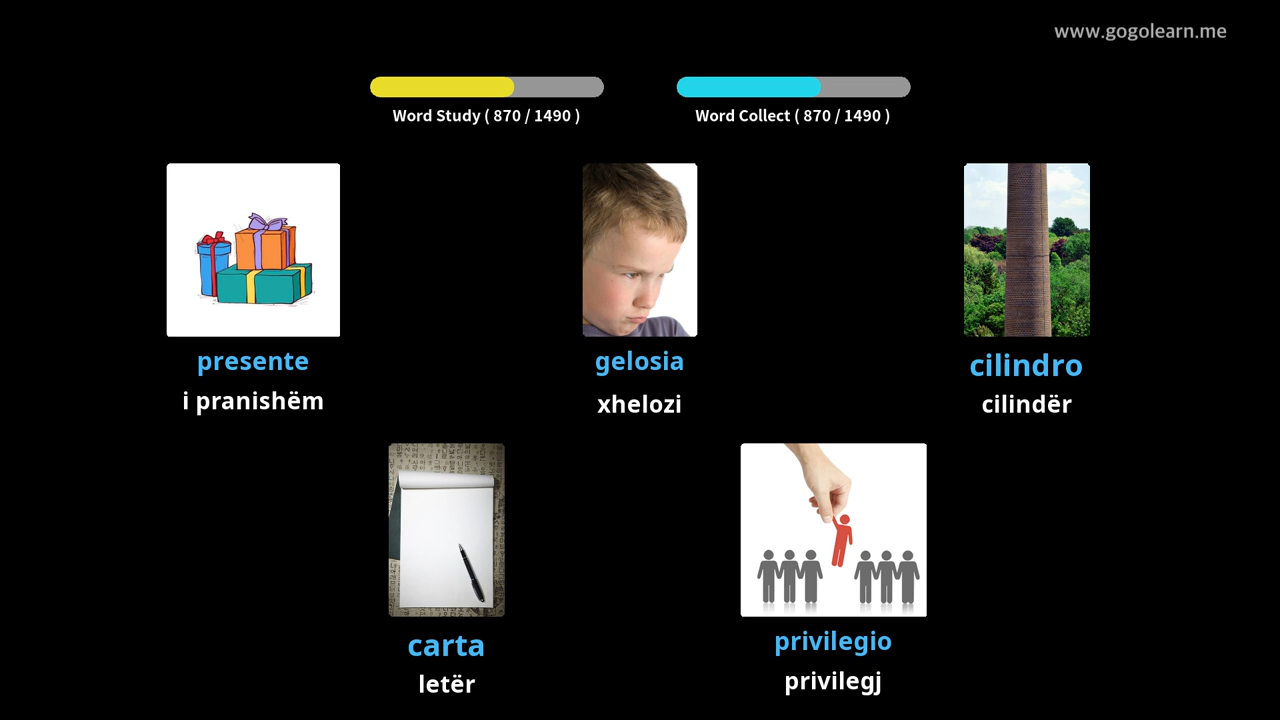 www.gogolearn.me
Word Study ( 870 / 1490 )
Word Collect ( 870 / 1490 )
presente
i pranishëm
gelosia
xhelozi
cilindro
cilindër
carta
letër
privilegio
privilegj